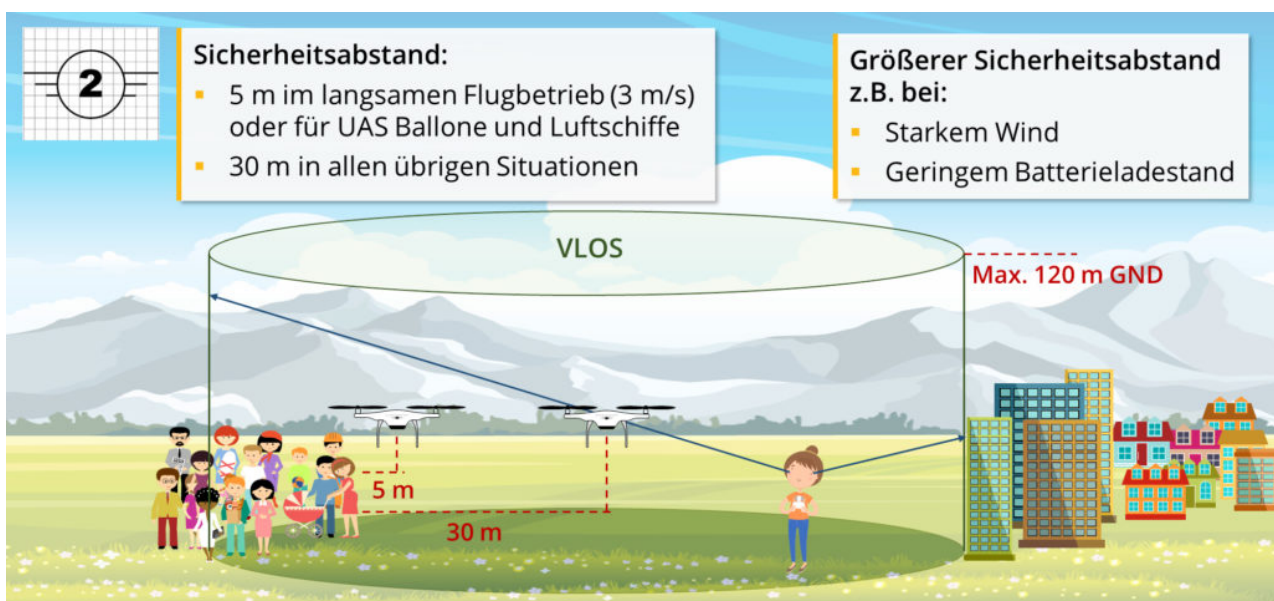 2
Sicherheitsabstand:
▪ 5 m im langsamen Flugbetrieb (3 m/s)
oder für UAS Ballone und Luftschiffe
▪ 30 m in allen übrigen Situationen
Größerer Sicherheitsabstand
z.B. bei:
▪ Starkem Wind
▪ Geringem Batterieladestand
VLOS
Max. 120 m GND
5 m
30 m